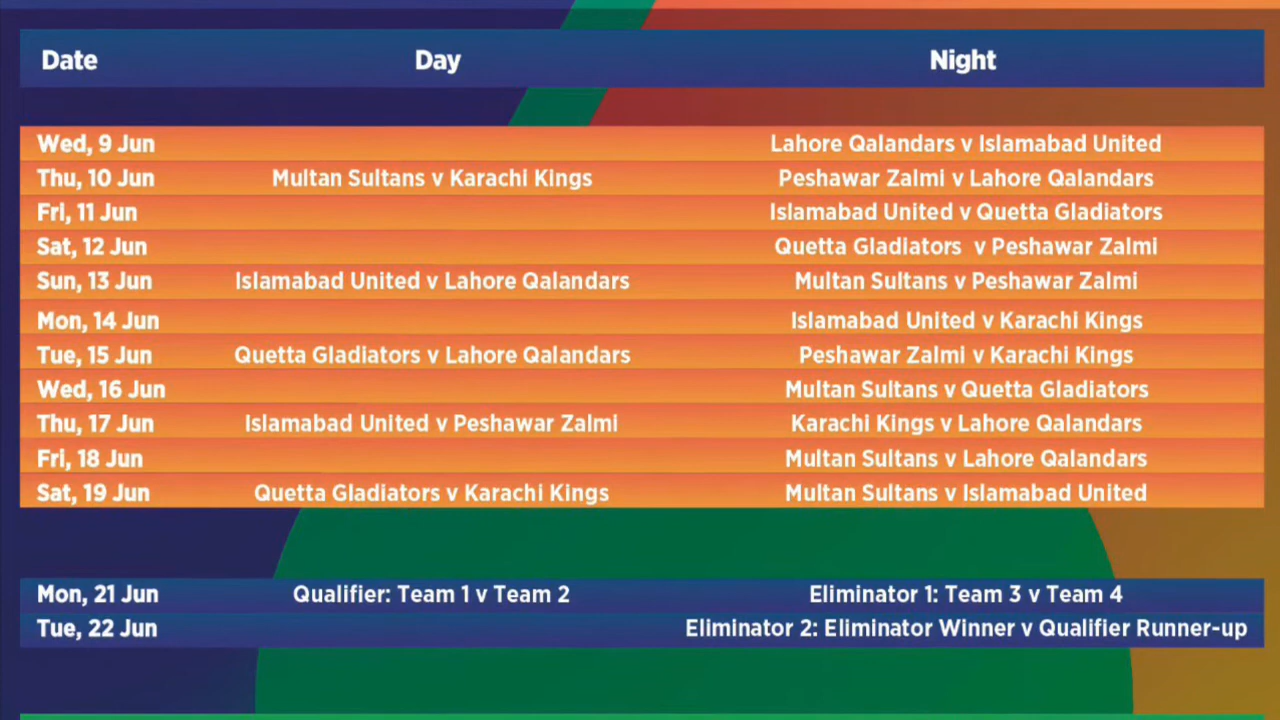 Date Day Night
Wed, 9 Jun Lahore Qalandars v Islamabad United
Thu, 10 Jun Multan Sultans v Karachi Kings Peshawar Zalmi v Lahore Qalandars
Fri, 11 Jun Islamabad United v Quetta Gladiators
Sat, 12 Jun Quetta Gladiators v Peshawar Zalmi
Sun, 13 Jun Islamabad United v Lahore Qalandars Multan Sultans v Peshawar Zalmi
Mon, 14 Jun Islamabad United v Karachi Kings
Tue, 15 Jun Quetta Gladiators v Lahore Qalandars Peshawar Zalmi v Karachi Kings
Wed, 16 Jun Multan Sultans v Quetta Gladiators
Thu, 17 Jun Islamabad United v Peshawar Zalmi Karachi Kings v Lahore Qalandars
Fri, 18 Jun Multan Sultans v Lahore Qalandars
Sat, 19 Jun Quetta Gladiators v Karachi Kings Multan Sultans v Islamabad United
Mon, 21 Jun Qualifier: Team 1 v Team 2 Eliminator 1: Team 3 v Team 4
Tue, 22 Jun Eliminator 2: Eliminator Winner v Qualifier Runner-up